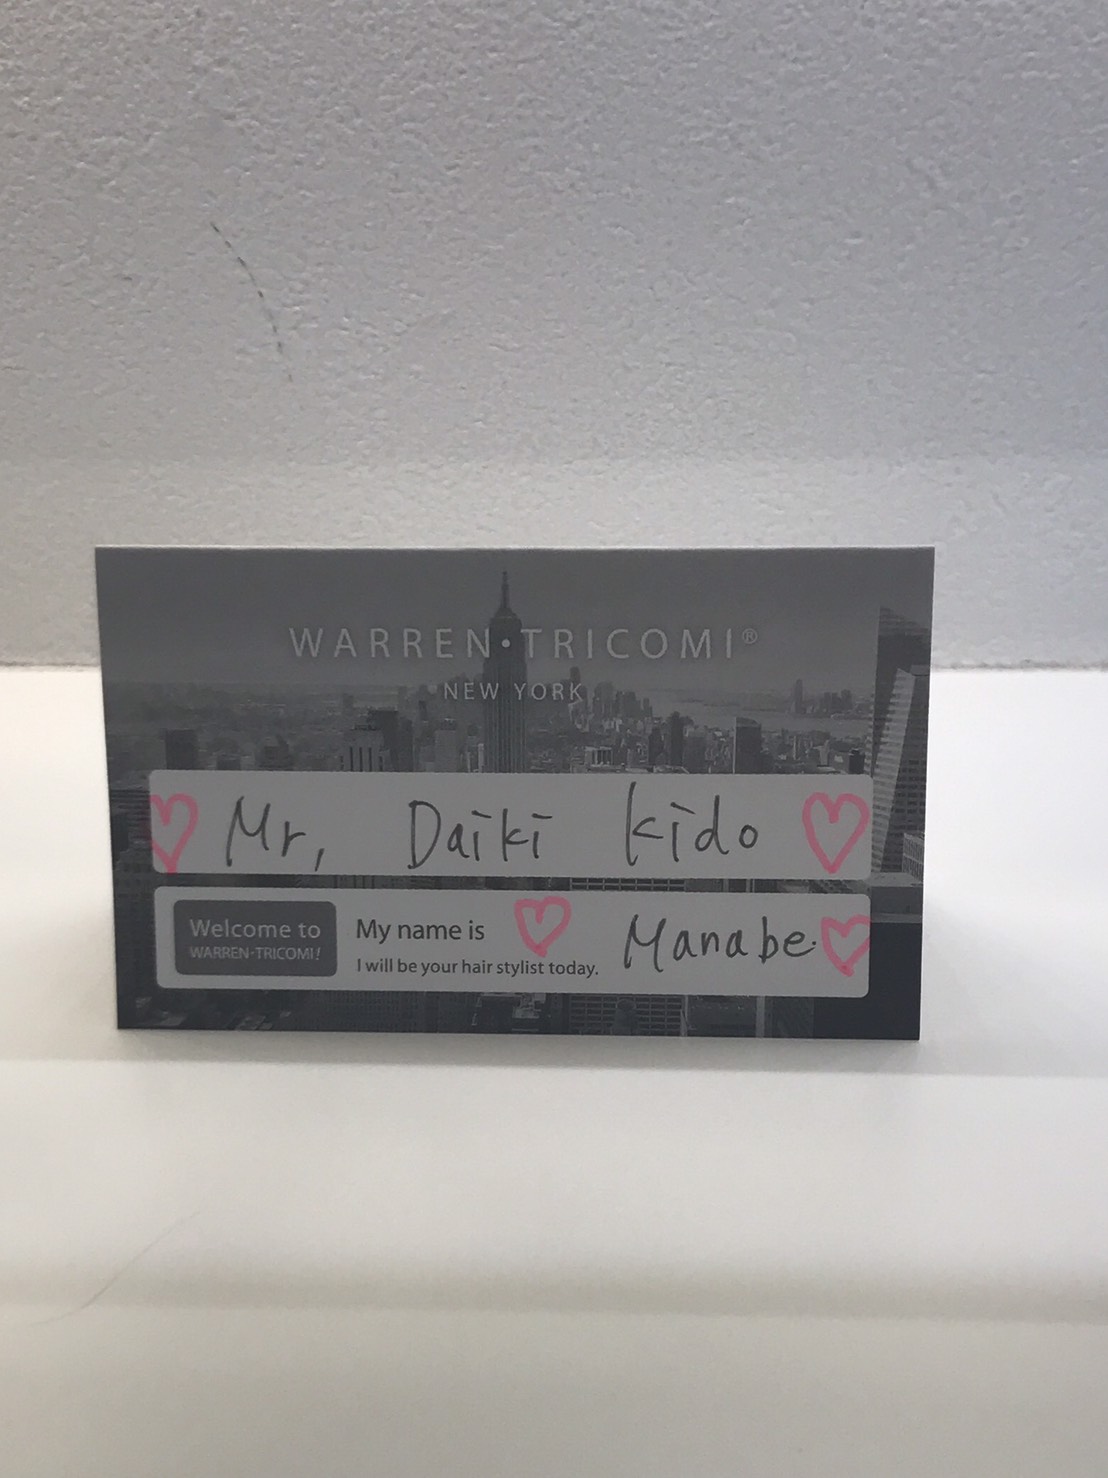 WARREN・TRICOMI®
NEW YORK
Mr, Daiki Kido
Welcome to
WARREN・TRICOMI!
My name is Manabe.
I will be your hair stylist today.